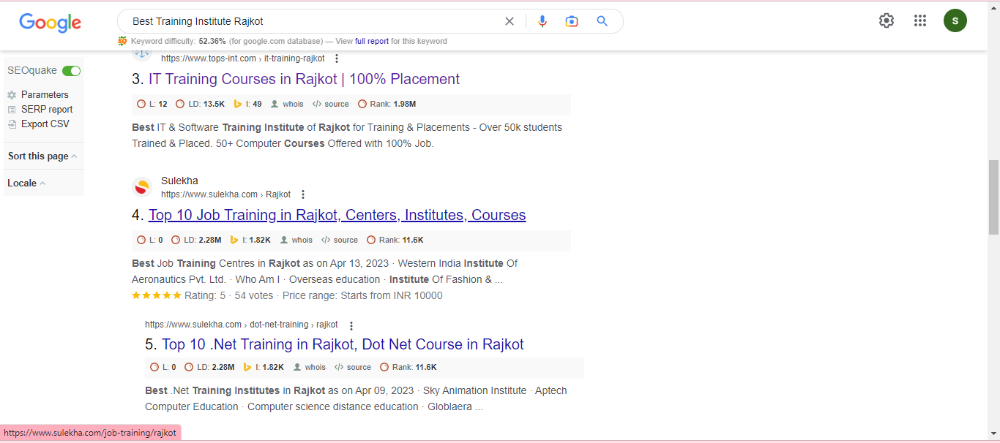 Google
Best Training Institute Rajkot
S
Keyword difficulty: 52.36% (for google.com database) — View full report for this keyword
SEOquake
Parameters
SERP report
Export CSV
Sort this page
Locale
https://www.tops-int.com › it-training-rajkot
3. IT Training Courses in Rajkot | 100% Placement
L: 12 LD: 13.5K I: 49 whois </> source Rank: 1.98M
Best IT & Software Training Institute of Rajkot for Training & Placements - Over 50k students
Trained & Placed. 50+ Computer Courses Offered with 100% Job.
Sulekha
https://www.sulekha.com › Rajkot
4. Top 10 Job Training in Rajkot, Centers, Institutes, Courses
L: 0 LD: 2.28M I: 1.82K whois </> source Rank: 11.6K
Best Job Training Centres in Rajkot as on Apr 13, 2023 · Western India Institute Of
Aeronautics Pvt. Ltd. · Who Am I · Overseas education · Institute Of Fashion & ...
Rating: 5 · 54 votes · Price range: Starts from INR 10000
https://www.sulekha.com › dot-net-training › rajkot
5. Top 10 .Net Training in Rajkot, Dot Net Course in Rajkot
L: 0 LD: 2.28M I: 1.82K whois </> source Rank: 11.6K
Best .Net Training Institutes in Rajkot as on Apr 09, 2023 · Sky Animation Institute · Aptech
Computer Education · Computer science distance education · Globlaera ...
https://www.sulekha.com/job-training/rajkot